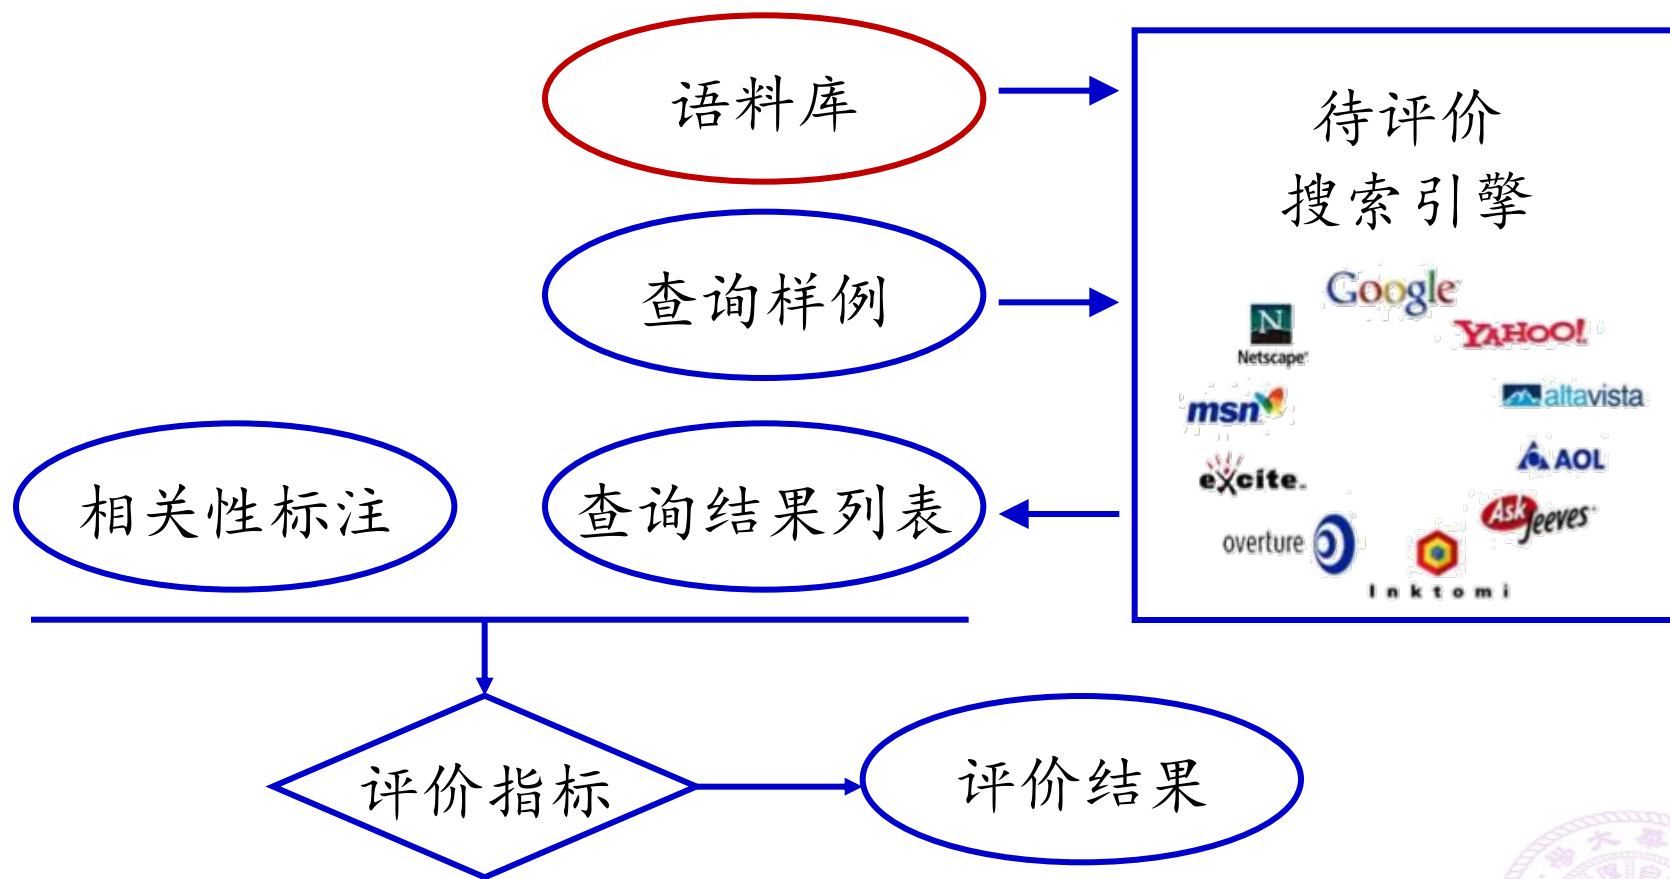 语料库
待评价
搜索引擎
查询样例
Google
N
Netscape
YAHOO!
msn
altavista
excite
AOL
相关性标注
查询结果列表
Ask Jeeves
overture
Inktomi
评价指标
评价结果
大